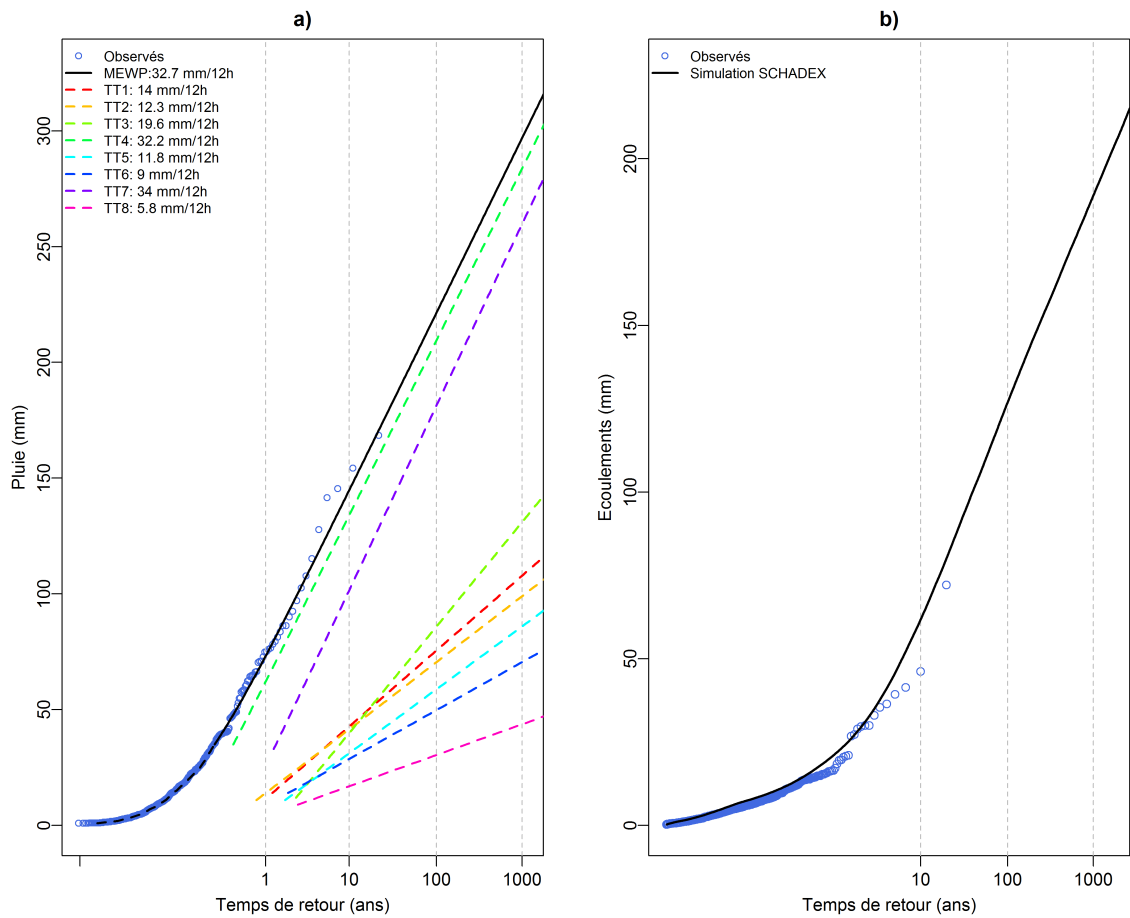 a)
Observés
MEWP:32.7 mm/12h
TT1: 14 mm/12h
TT2: 12.3 mm/12h
TT3: 19.6 mm/12h
TT4: 32.2 mm/12h
TT5: 11.8 mm/12h
TT6: 9 mm/12h
TT7: 34 mm/12h
TT8: 5.8 mm/12h
Pluie (mm)
300
250
200
150
100
50
0
1 10 100 1000
Temps de retour (ans)
b)
Observés
Simulation SCHADEX
Ecoulements (mm)
200
150
100
50
0
10 100 1000
Temps de retour (ans)